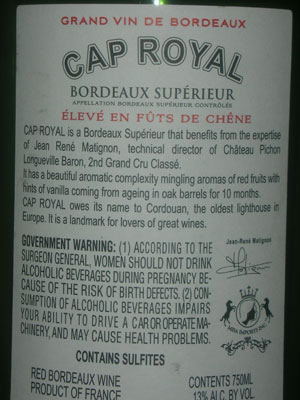 GRAND VIN DE BORDEAUX
CAP ROYAL
BORDEAUX SUPÉRIEUR
APPELLATION BORDEAUX SUPÉRIEUR CONTRÔLÉE
ÉLEVÉ EN FÛTS DE CHÊNE
CAP ROYAL is a Bordeaux Supérieur that benefits from the expertise
of Jean René Matignon, technical director of Château Pichon
Longueville Baron, 2nd Grand Cru Classé.
It has a beautiful aromatic complexity mingling aromas of red fruits with
hints of vanilla coming from ageing in oak barrels for 10 months.
CAP ROYAL owes its name to Cordouan, the oldest lighthouse in
Europe. It is a landmark for lovers of great wines.
Jean-René Matignon
GOVERNMENT WARNING: (1) ACCORDING TO THE
SURGEON GENERAL, WOMEN SHOULD NOT DRINK
ALCOHOLIC BEVERAGES DURING PREGNANCY BE-
CAUSE OF THE RISK OF BIRTH DEFECTS. (2) CON-
SUMPTION OF ALCOHOLIC BEVERAGES IMPAIRS
YOUR ABILITY TO DRIVE A CAR OR OPERATE MA-
CHINERY, AND MAY CAUSE HEALTH PROBLEMS.
CONTAINS SULFITES
RED BORDEAUX WINE
PRODUCT OF FRANCE
CONTENTS 750ML
13% ALC. BY VOL